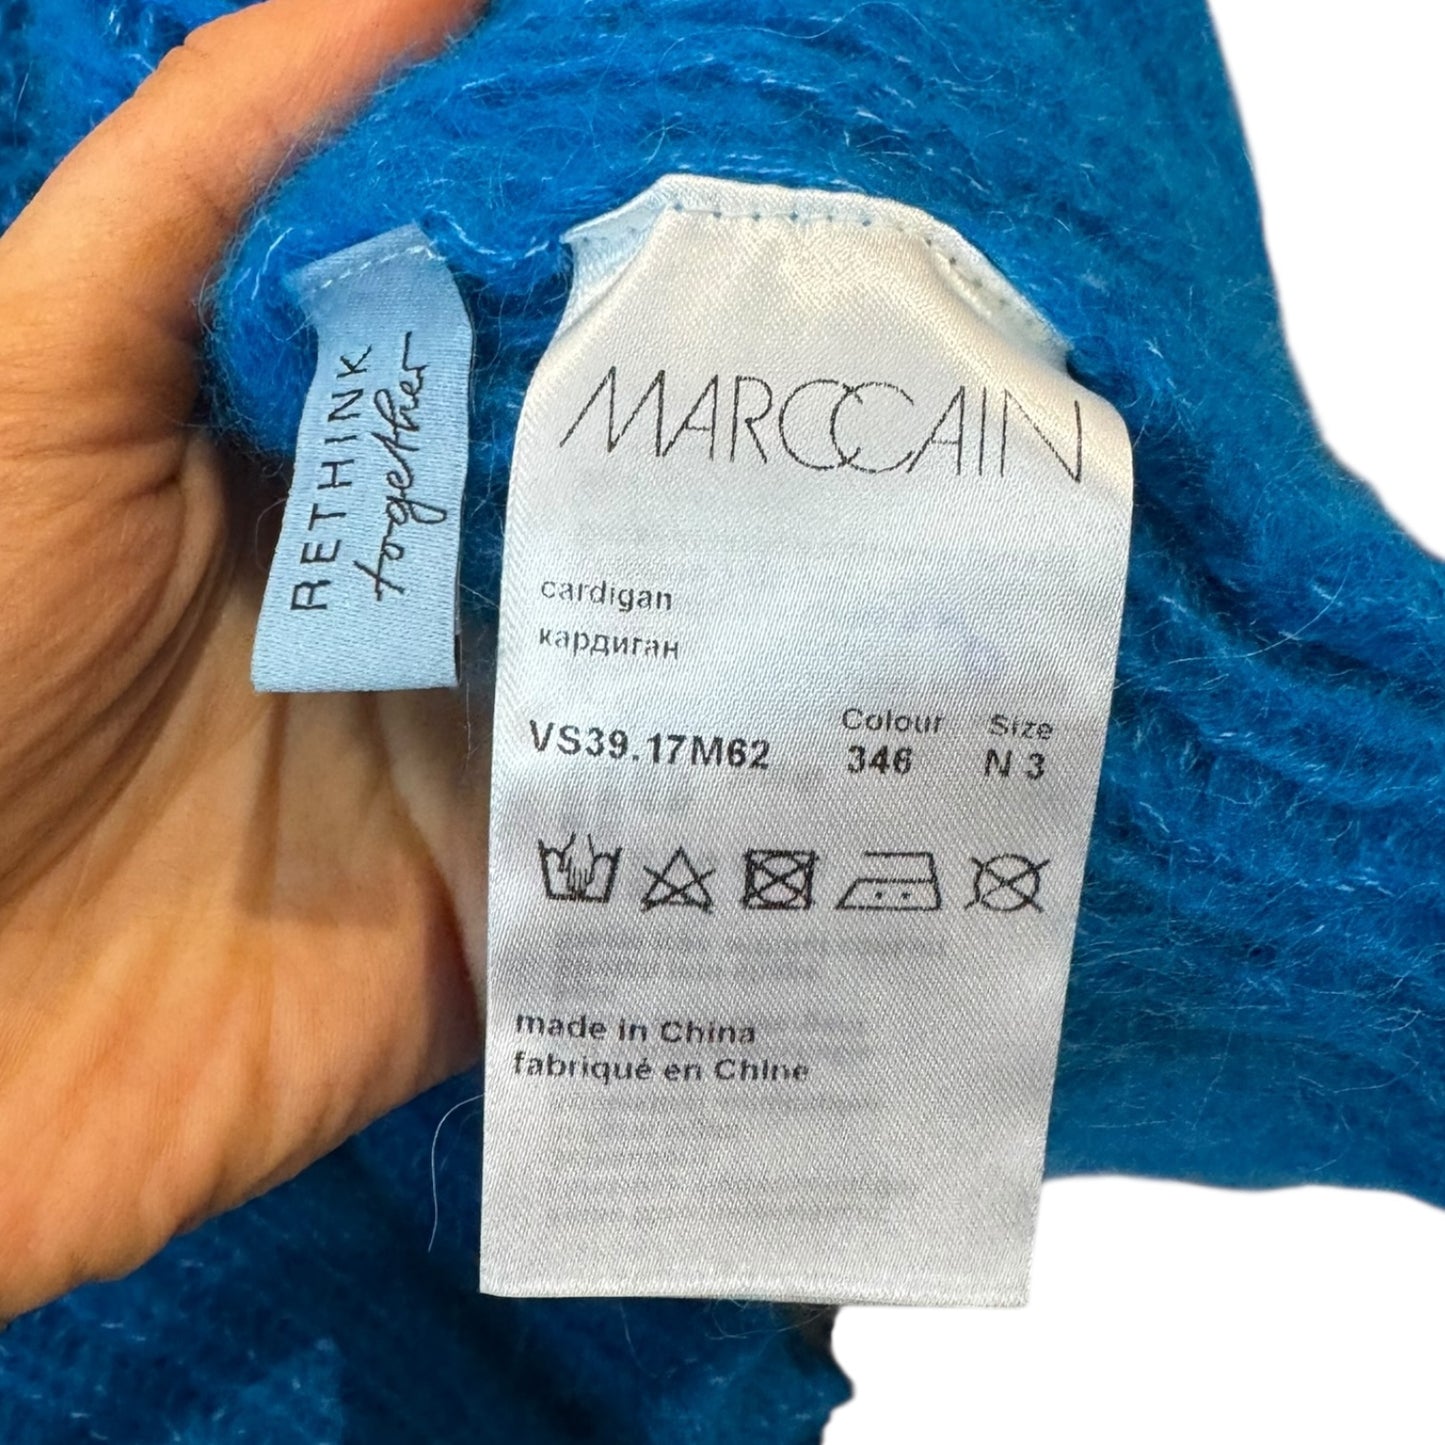 RETHINK
together
MARCCAIN
cardigan
кардиган
Colour Size
VS39.17M62 346 N 3
made in China
fabriqué en Chine